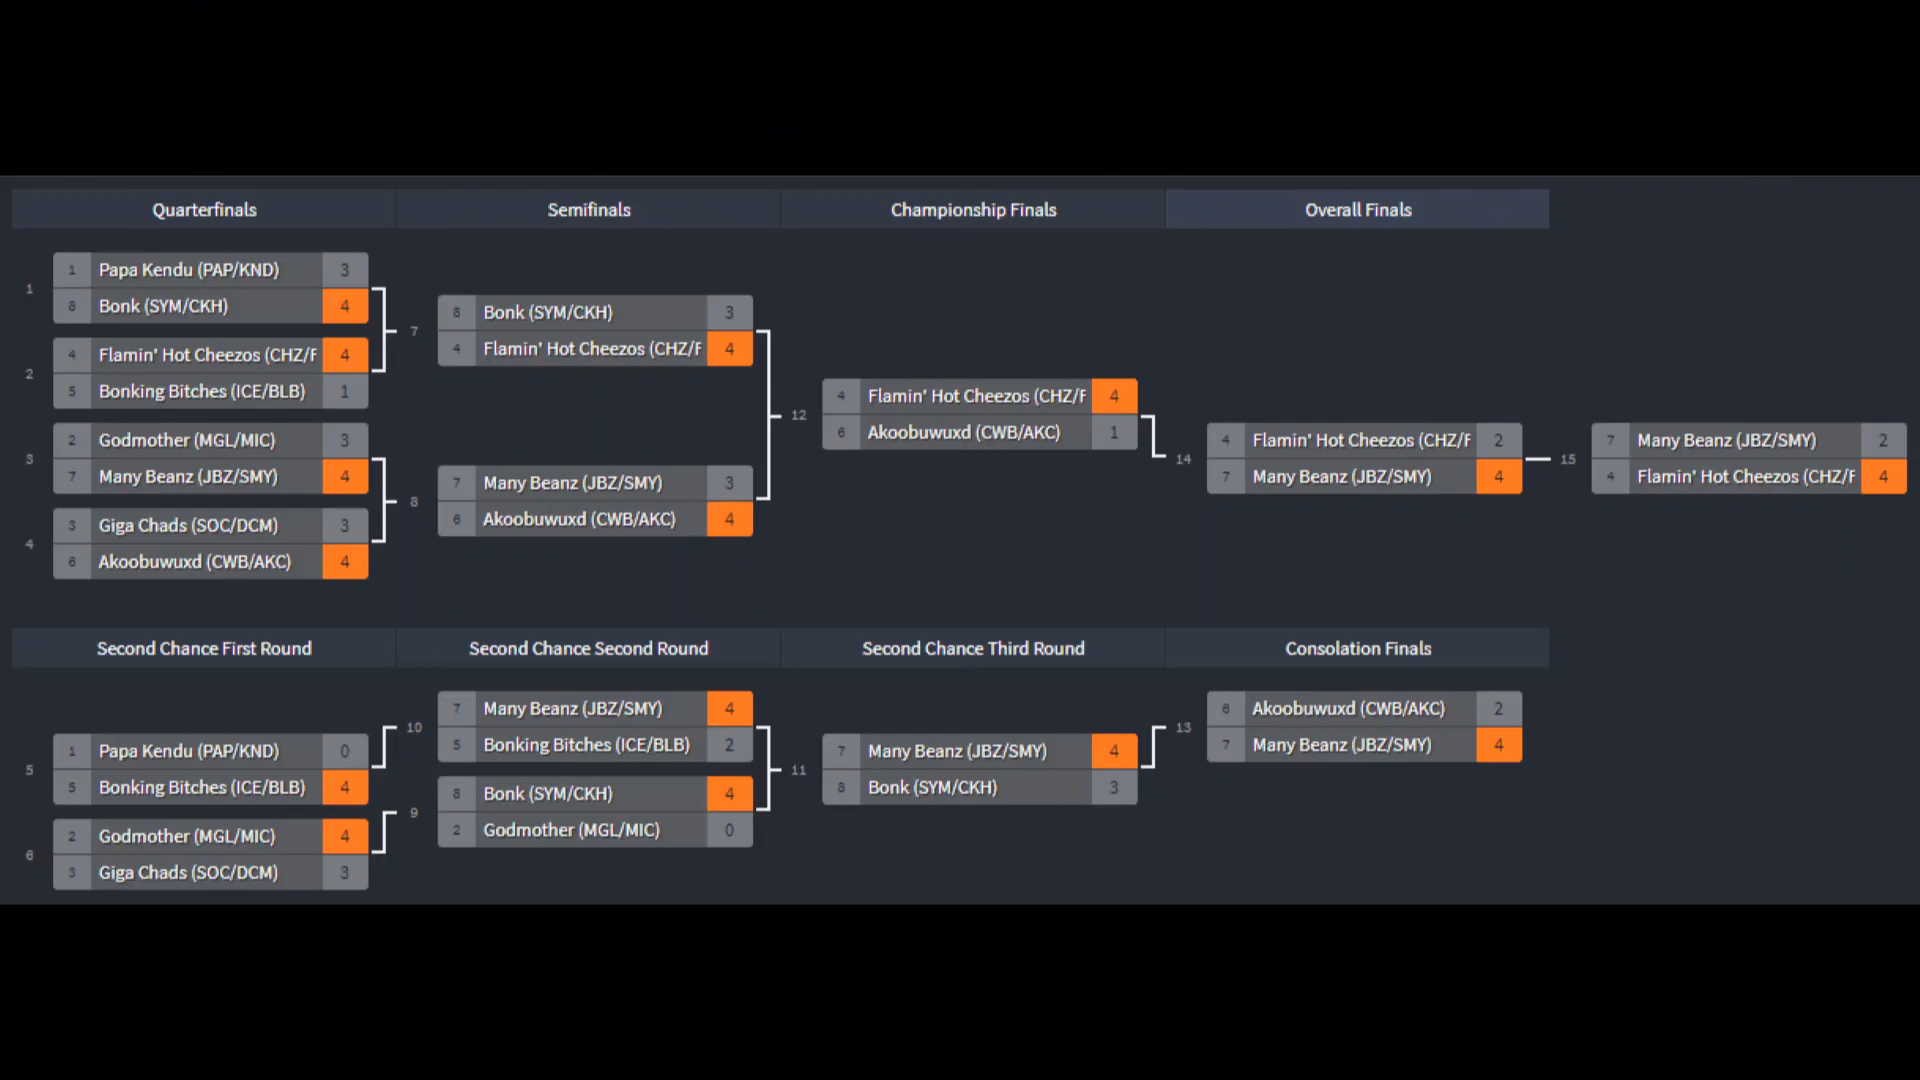 Quarterfinals Semifinals Championship Finals Overall Finals
1
1 Papa Kendu (PAP/KND) 3
8 Bonk (SYM/CKH) 4
2
4 Flamin' Hot Cheezos (CHZ/F 4
5 Bonking Bitches (ICE/BLB) 1
3
2 Godmother (MGL/MIC) 3
7 Many Beanz (JBZ/SMY) 4
4
3 Giga Chads (SOC/DCM) 3
6 Akoobuwuxd (CWB/AKC) 4
7
8 Bonk (SYM/CKH) 3
4 Flamin' Hot Cheezos (CHZ/F 4
8
7 Many Beanz (JBZ/SMY) 3
6 Akoobuwuxd (CWB/AKC) 4
12
4 Flamin' Hot Cheezos (CHZ/F 4
6 Akoobuwuxd (CWB/AKC) 1
14
4 Flamin' Hot Cheezos (CHZ/F 2
7 Many Beanz (JBZ/SMY) 4
15
7 Many Beanz (JBZ/SMY) 2
4 Flamin' Hot Cheezos (CHZ/F 4
Second Chance First Round Second Chance Second Round Second Chance Third Round Consolation Finals
5
1 Papa Kendu (PAP/KND) 0
5 Bonking Bitches (ICE/BLB) 4
6
2 Godmother (MGL/MIC) 4
3 Giga Chads (SOC/DCM) 3
10
7 Many Beanz (JBZ/SMY) 4
5 Bonking Bitches (ICE/BLB) 2
9
8 Bonk (SYM/CKH) 4
2 Godmother (MGL/MIC) 0
11
7 Many Beanz (JBZ/SMY) 4
8 Bonk (SYM/CKH) 3
13
6 Akoobuwuxd (CWB/AKC) 2
7 Many Beanz (JBZ/SMY) 4